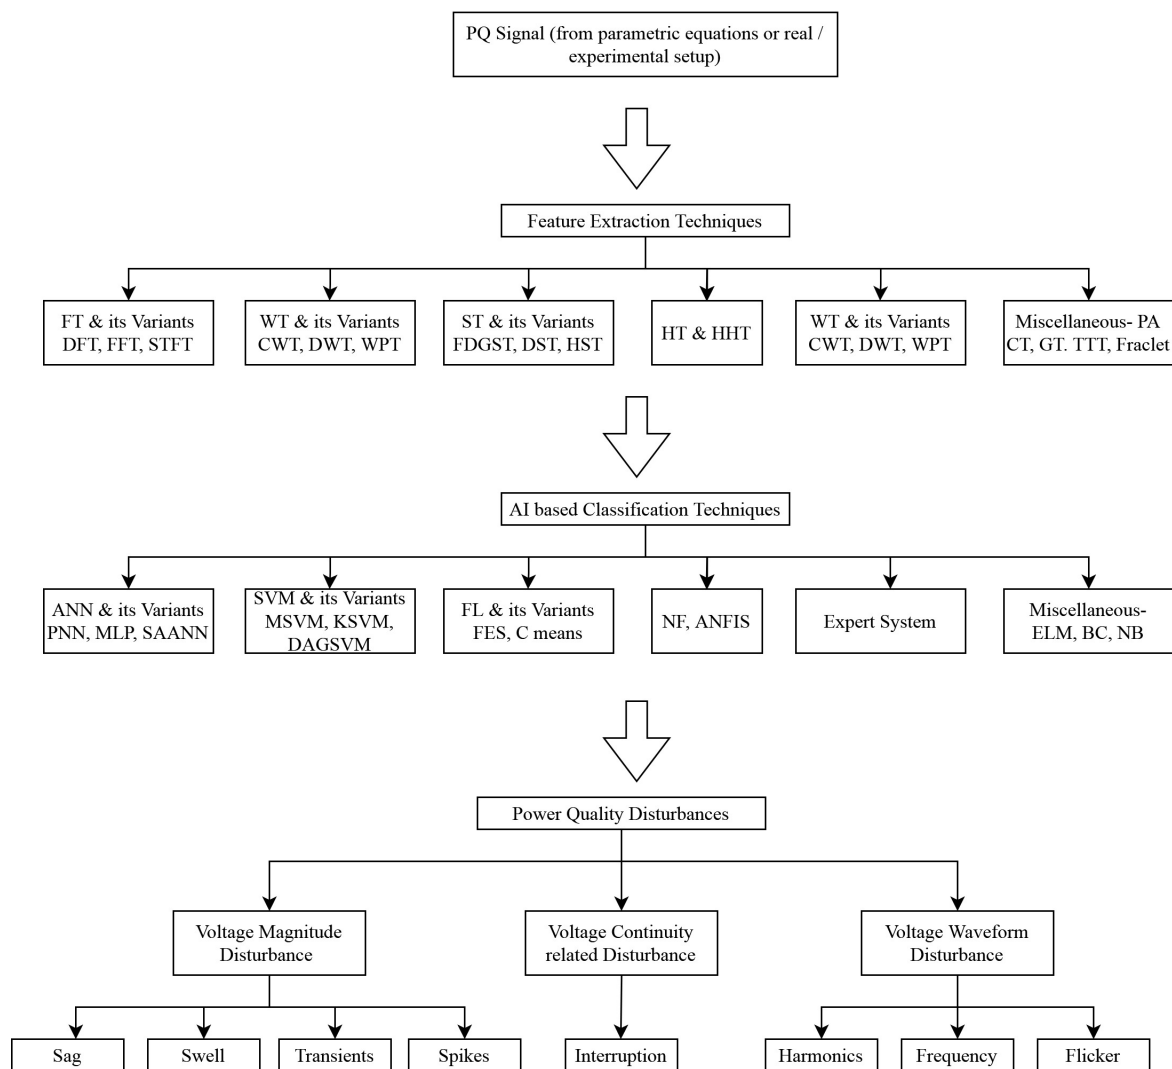 PQ Signal (from parametric equations or real /
experimental setup)
Feature Extraction Techniques
FT & its Variants
DFT, FFT, STFT
WT & its Variants
CWT, DWT, WPT
ST & its Variants
FDGST, DST, HST
HT & HHT
WT & its Variants
CWT, DWT, WPT
Miscellaneous- PA
CT, GT. TTT, Fraclet
AI based Classification Techniques
ANN & its Variants
PNN, MLP, SAANN
SVM & its Variants
MSVM, KSVM,
DAGSVM
FL & its Variants
FES, C means
NF, ANFIS
Expert System
Miscellaneous-
ELM, BC, NB
Power Quality Disturbances
Voltage Magnitude
Disturbance
Voltage Continuity
related Disturbance
Voltage Waveform
Disturbance
Sag
Swell
Transients
Spikes
Interruption
Harmonics
Frequency
Flicker